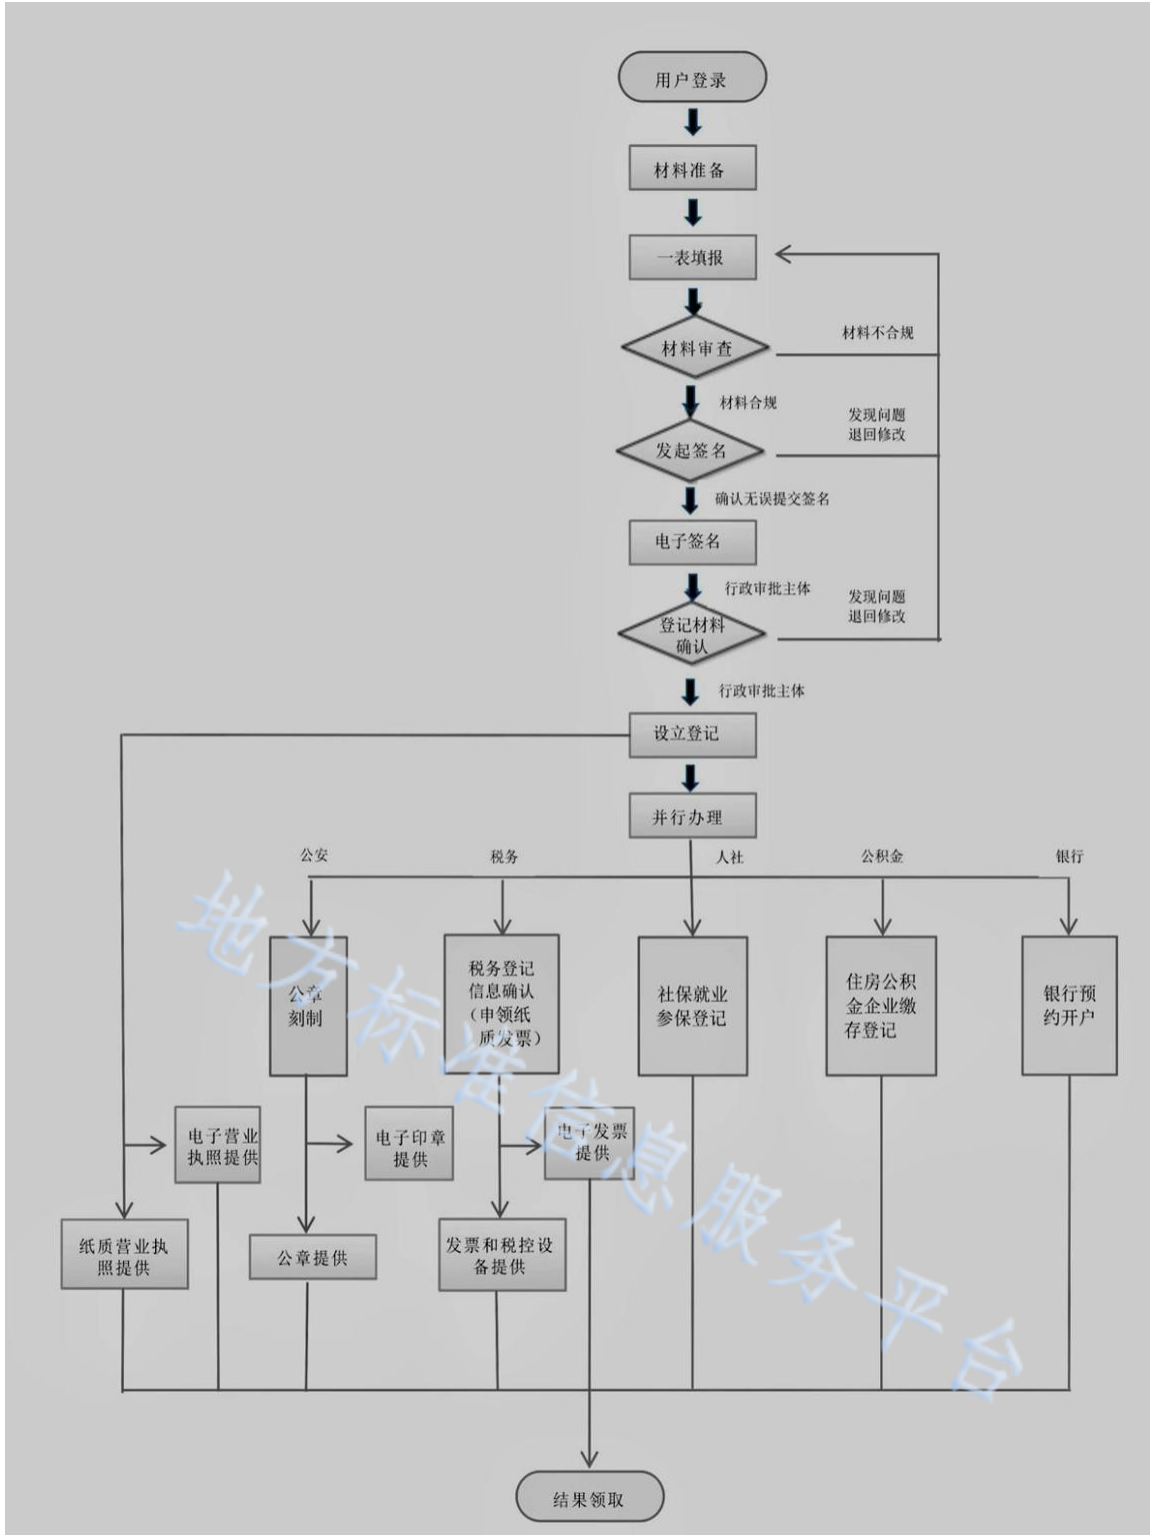 用户登录
材料准备
一表填报
材料审查
材料不合规
材料合规
发起签名
发现问题
退回修改
确认无误提交签名
电子签名
行政审批主体
登记材料
确认
发现问题
退回修改
行政审批主体
设立登记
并行办理
公安
税务
人社
公积金
银行
公章
刻制
税务登记
信息确认
（申领纸
质发票）
社保就业
参保登记
住房公积
金企业缴
存登记
银行预
约开户
电子营业
执照提供
电子印章
提供
电子发票
提供
纸质营业执
照提供
公章提供
发票和税控设
备提供
结果领取
地方标准信息服务平台